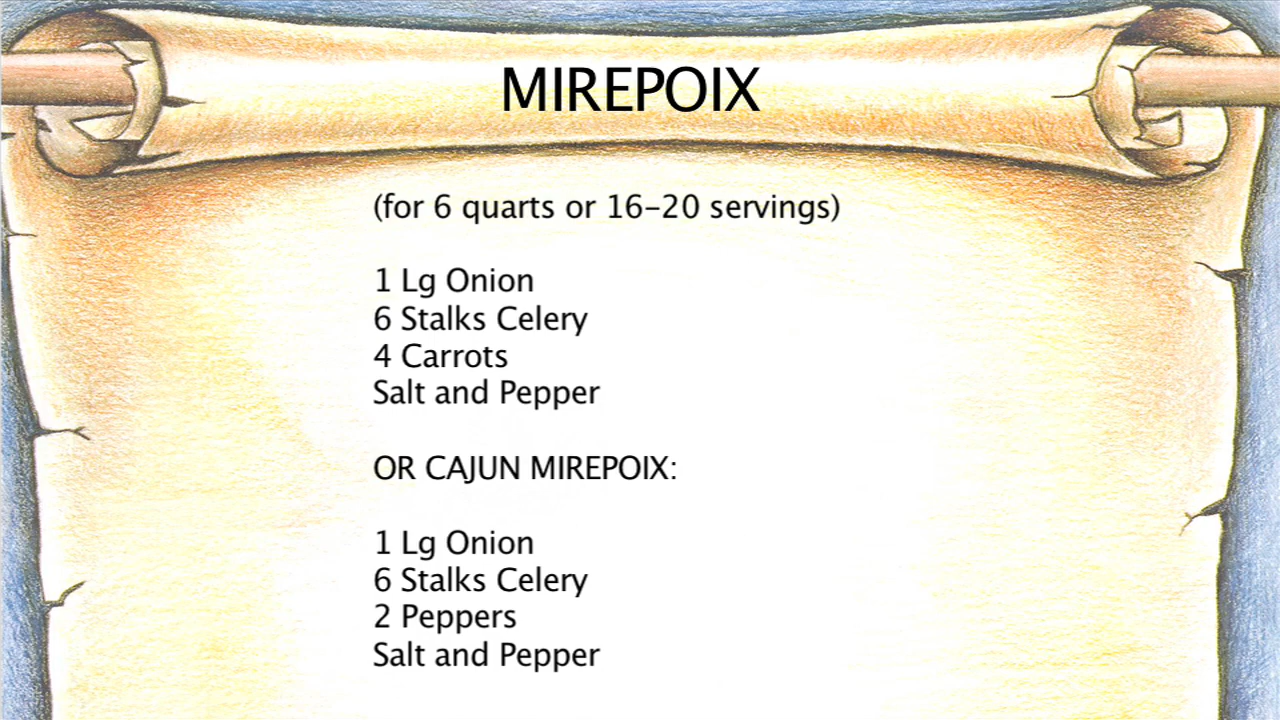 MIREPOIX
(for 6 quarts or 16-20 servings)
1 Lg Onion
6 Stalks Celery
4 Carrots
Salt and Pepper
OR CAJUN MIREPOIX:
1 Lg Onion
6 Stalks Celery
2 Peppers
Salt and Pepper